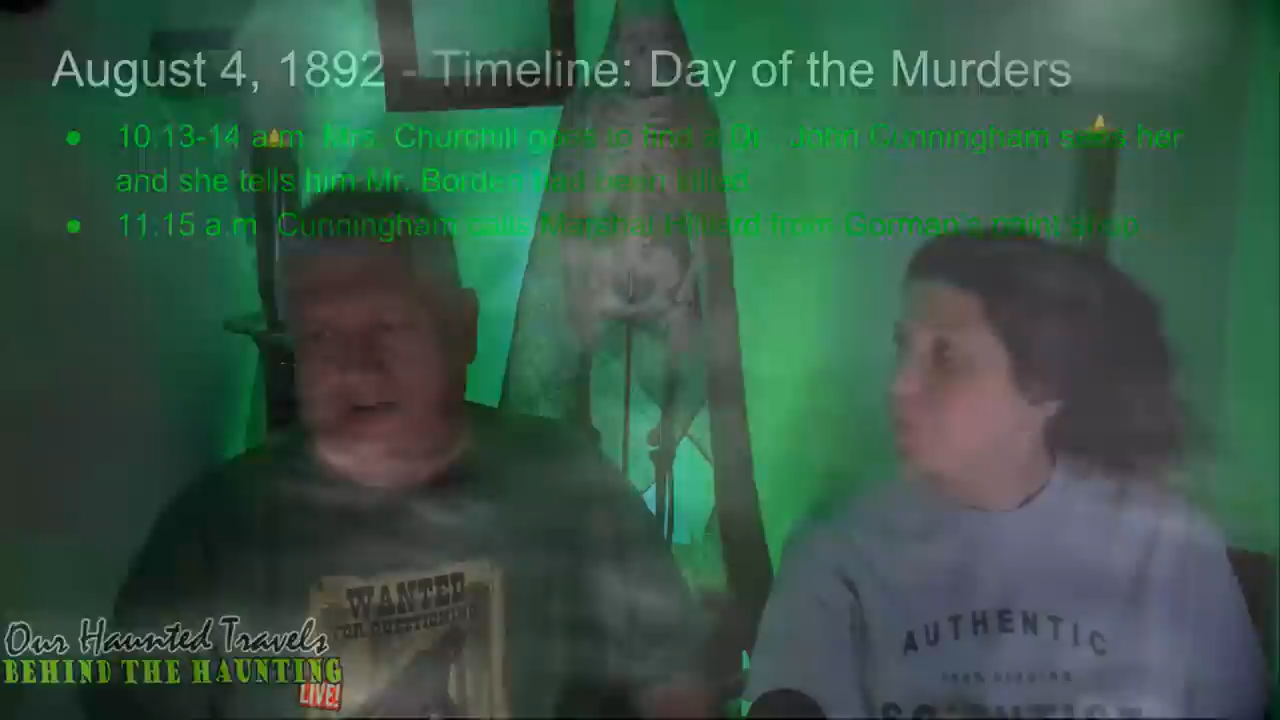 August 4, 1892 - Timeline: Day of the Murders
10:13-14 a.m. Mrs. Churchill goes to find a Dr. John Cunningham sees her
and she tells him Mr. Borden had been killed.
11:15 a.m. Cunningham calls Marshal Hilliard from Gorman's paint shop.
WANTED
FOR QUESTIONING
AUTHENTIC
Our Haunted Travels
BEHIND THE HAUNTING
LIVE!